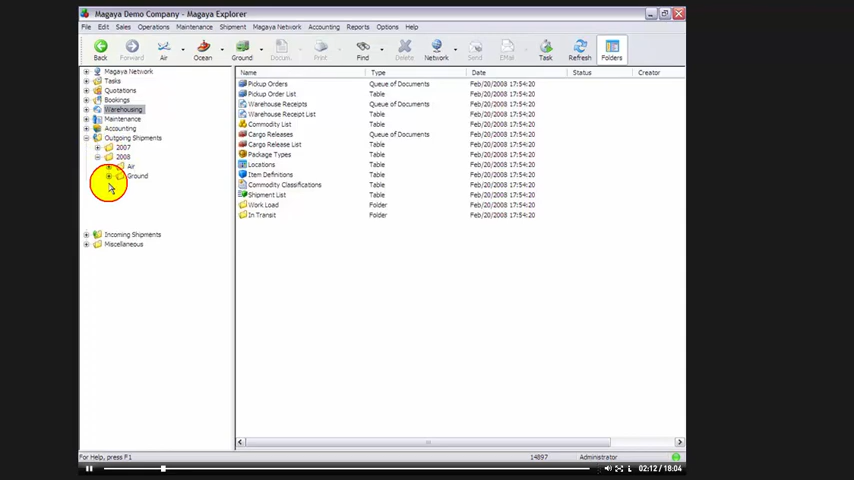 Magaya Demo Company - Magaya Explorer
File Edit Sales Operations Maintenance Shipment Magaya Network Accounting Reports Options Help
Back Forward Air Ocean Ground Docum... Print Find Delete Network Send EMail Task Refresh Folders
Magaya Network
Tasks
Quotations
Bookings
Warehousing
Maintenance
Accounting
Outgoing Shipments
2007
2008
Air
Ground
Incoming Shipments
Miscellaneous
Name Type Date Status Creator
Pickup Orders Queue of Documents Feb/20/2008 17:54:20
Pickup Order List Table Feb/20/2008 17:54:20
Warehouse Receipts Queue of Documents Feb/20/2008 17:54:20
Warehouse Receipt List Table Feb/20/2008 17:54:20
Commodity List Table Feb/20/2008 17:54:20
Cargo Releases Queue of Documents Feb/20/2008 17:54:20
Cargo Release List Table Feb/20/2008 17:54:20
Package Types Table Feb/20/2008 17:54:20
Locations Table Feb/20/2008 17:54:20
Item Definitions Table Feb/20/2008 17:54:20
Commodity Classifications Table Feb/20/2008 17:54:20
Shipment List Table Feb/20/2008 17:54:20
Work Load Folder Feb/20/2008 17:54:20
In Transit Folder Feb/20/2008 17:54:20
For Help, press F1 14897 Administrator
02:12 / 18:04